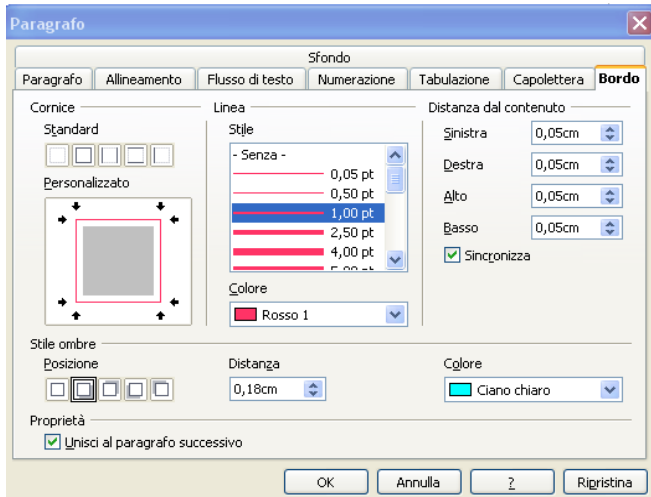 Paragrafo
Sfondo
Paragrafo Allineamento Flusso di testo Numerazione Tabulazione Capolettera Bordo
Cornice Linea Distanza dal contenuto
Standard Stile Sinistra 0,05cm
- Senza -
0,05 pt Destra 0,05cm
Personalizzato 0,50 pt
1,00 pt Alto 0,05cm
2,50 pt Basso 0,05cm
4,00 pt Sincronizza
Colore
Rosso 1
Stile ombre
Posizione Distanza Colore
0,18cm Ciano chiaro
Proprietà
Unisci al paragrafo successivo
OK Annulla ? Ripristina